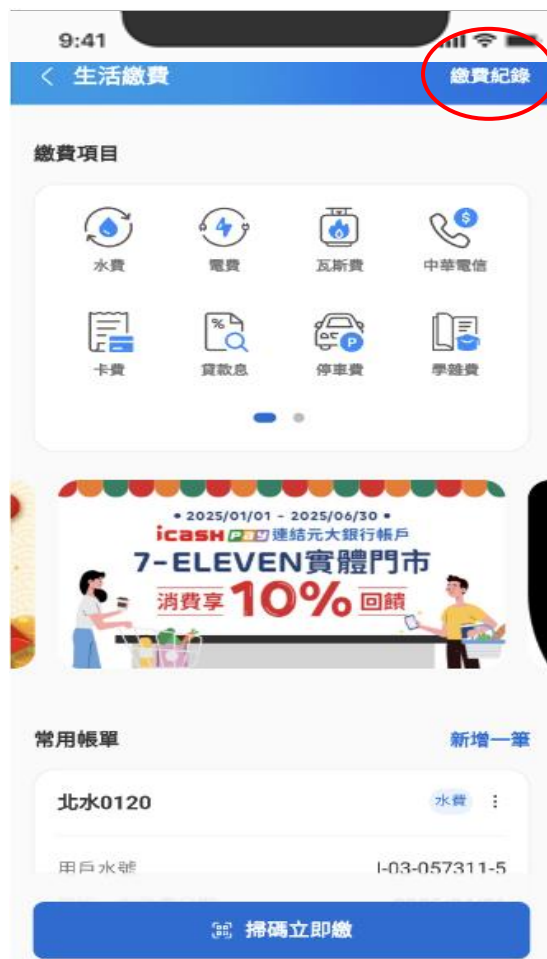 9:41
生活繳費 繳費紀錄
繳費項目
水費 電費 瓦斯費 中華電信
卡費 貸款息 停車費 學雜費
• 2025/01/01 - 2025/06/30 •
icash Pay 連結元大銀行帳戶
7-ELEVEN實體門市
消費享10%回饋
常用帳單 新增一筆
北水0120 水費
用戶水號 I-03-057311-5
掃碼立即繳